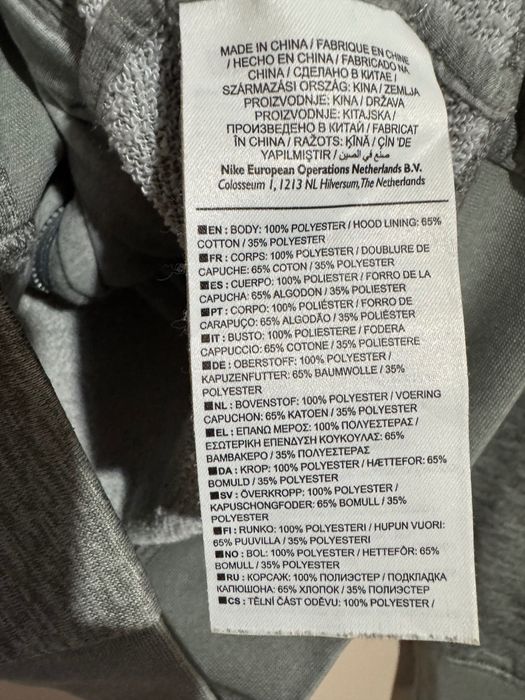 MADE IN CHINA / FABRIQUE EN CHINE
/ HECHO EN CHINA / FABRICADO NA
CHINA / СДЕЛАНО В КИТАЕ /
SZÁRMAZÁSI ORSZÁG: KINA / ZEMLJA
PROIZVODNJE: KINA / DRŽAVA
PROIZVODNJE: KITAJSKA /
ПРОИЗВЕДЕНО В КИТАЙ / FABRICAT
ÎN CHINA / RAŽOTS: ĶĪNĀ / ÇİN 'DE
YAPILMIŞTIR / صنع في الصين /
Nike European Operations Netherlands B.V.
Colosseum 1, 1213 NL Hilversum, The Netherlands
EN : BODY: 100% POLYESTER / HOOD LINING: 65%
COTTON / 35% POLYESTER
FR : CORPS: 100% POLYESTER / DOUBLURE DE
CAPUCHE: 65% COTON / 35% POLYESTER
ES : CUERPO: 100% POLIESTER / FORRO DE LA
CAPUCHA: 65% ALGODON / 35% POLIESTER
PT : CORPO: 100% POLIÉSTER / FORRO DE
CARAPUÇO: 65% ALGODÃO / 35% POLIÉSTER
IT : BUSTO: 100% POLIESTERE / FODERA
CAPPUCCIO: 65% COTONE / 35% POLIESTERE
DE : OBERSTOFF: 100% POLYESTER /
KAPUZENFUTTER: 65% BAUMWOLLE / 35%
POLYESTER
NL : BOVENSTOF: 100% POLYESTER / VOERING
CAPUCHON: 65% KATOEN / 35% POLYESTER
EL : ΕΠΑΝΩ ΜΕΡΟΣ: 100% ΠΟΛΥΕΣΤΕΡΑΣ /
ΕΣΩΤΕΡΙΚΗ ΕΠΕΝΔΥΣΗ ΚΟΥΚΟΥΛΑΣ: 65%
ΒΑΜΒΑΚΕΡΟ / 35% ΠΟΛΥΕΣΤΕΡΑΣ
DA : KROP: 100% POLYESTER / HÆTTEFOR: 65%
BOMULD / 35% POLYESTER
SV : ÖVERKROPP: 100% POLYESTER /
KAPUSCHONGFODER: 65% BOMULL / 35%
POLYESTER
FI : RUNKO: 100% POLYESTERI / HUPUN VUORI:
65% PUUVILLA / 35% POLYESTERI
NO : BOL: 100% POLYESTER / HETTEFÔR: 65%
BOMULL / 35% POLYESTER
RU : КОРСАЖ: 100% ПОЛИЭСТЕР / ПОДКЛАДКА
КАПЮШОНА: 65% ХЛОПОК / 35% ПОЛИЭСТЕР
CS : TĚLNÍ ČÁST ODĚVU: 100% POLYESTER /